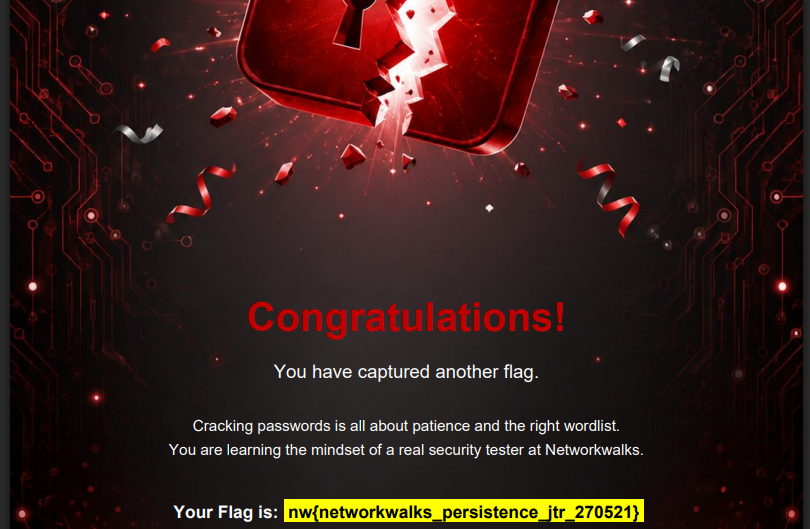 Congratulations!
You have captured another flag.
Cracking passwords is all about patience and the right wordlist.
You are learning the mindset of a real security tester at Networkwalks.
Your Flag is: nw{networkwalks_persistence_jtr_270521}